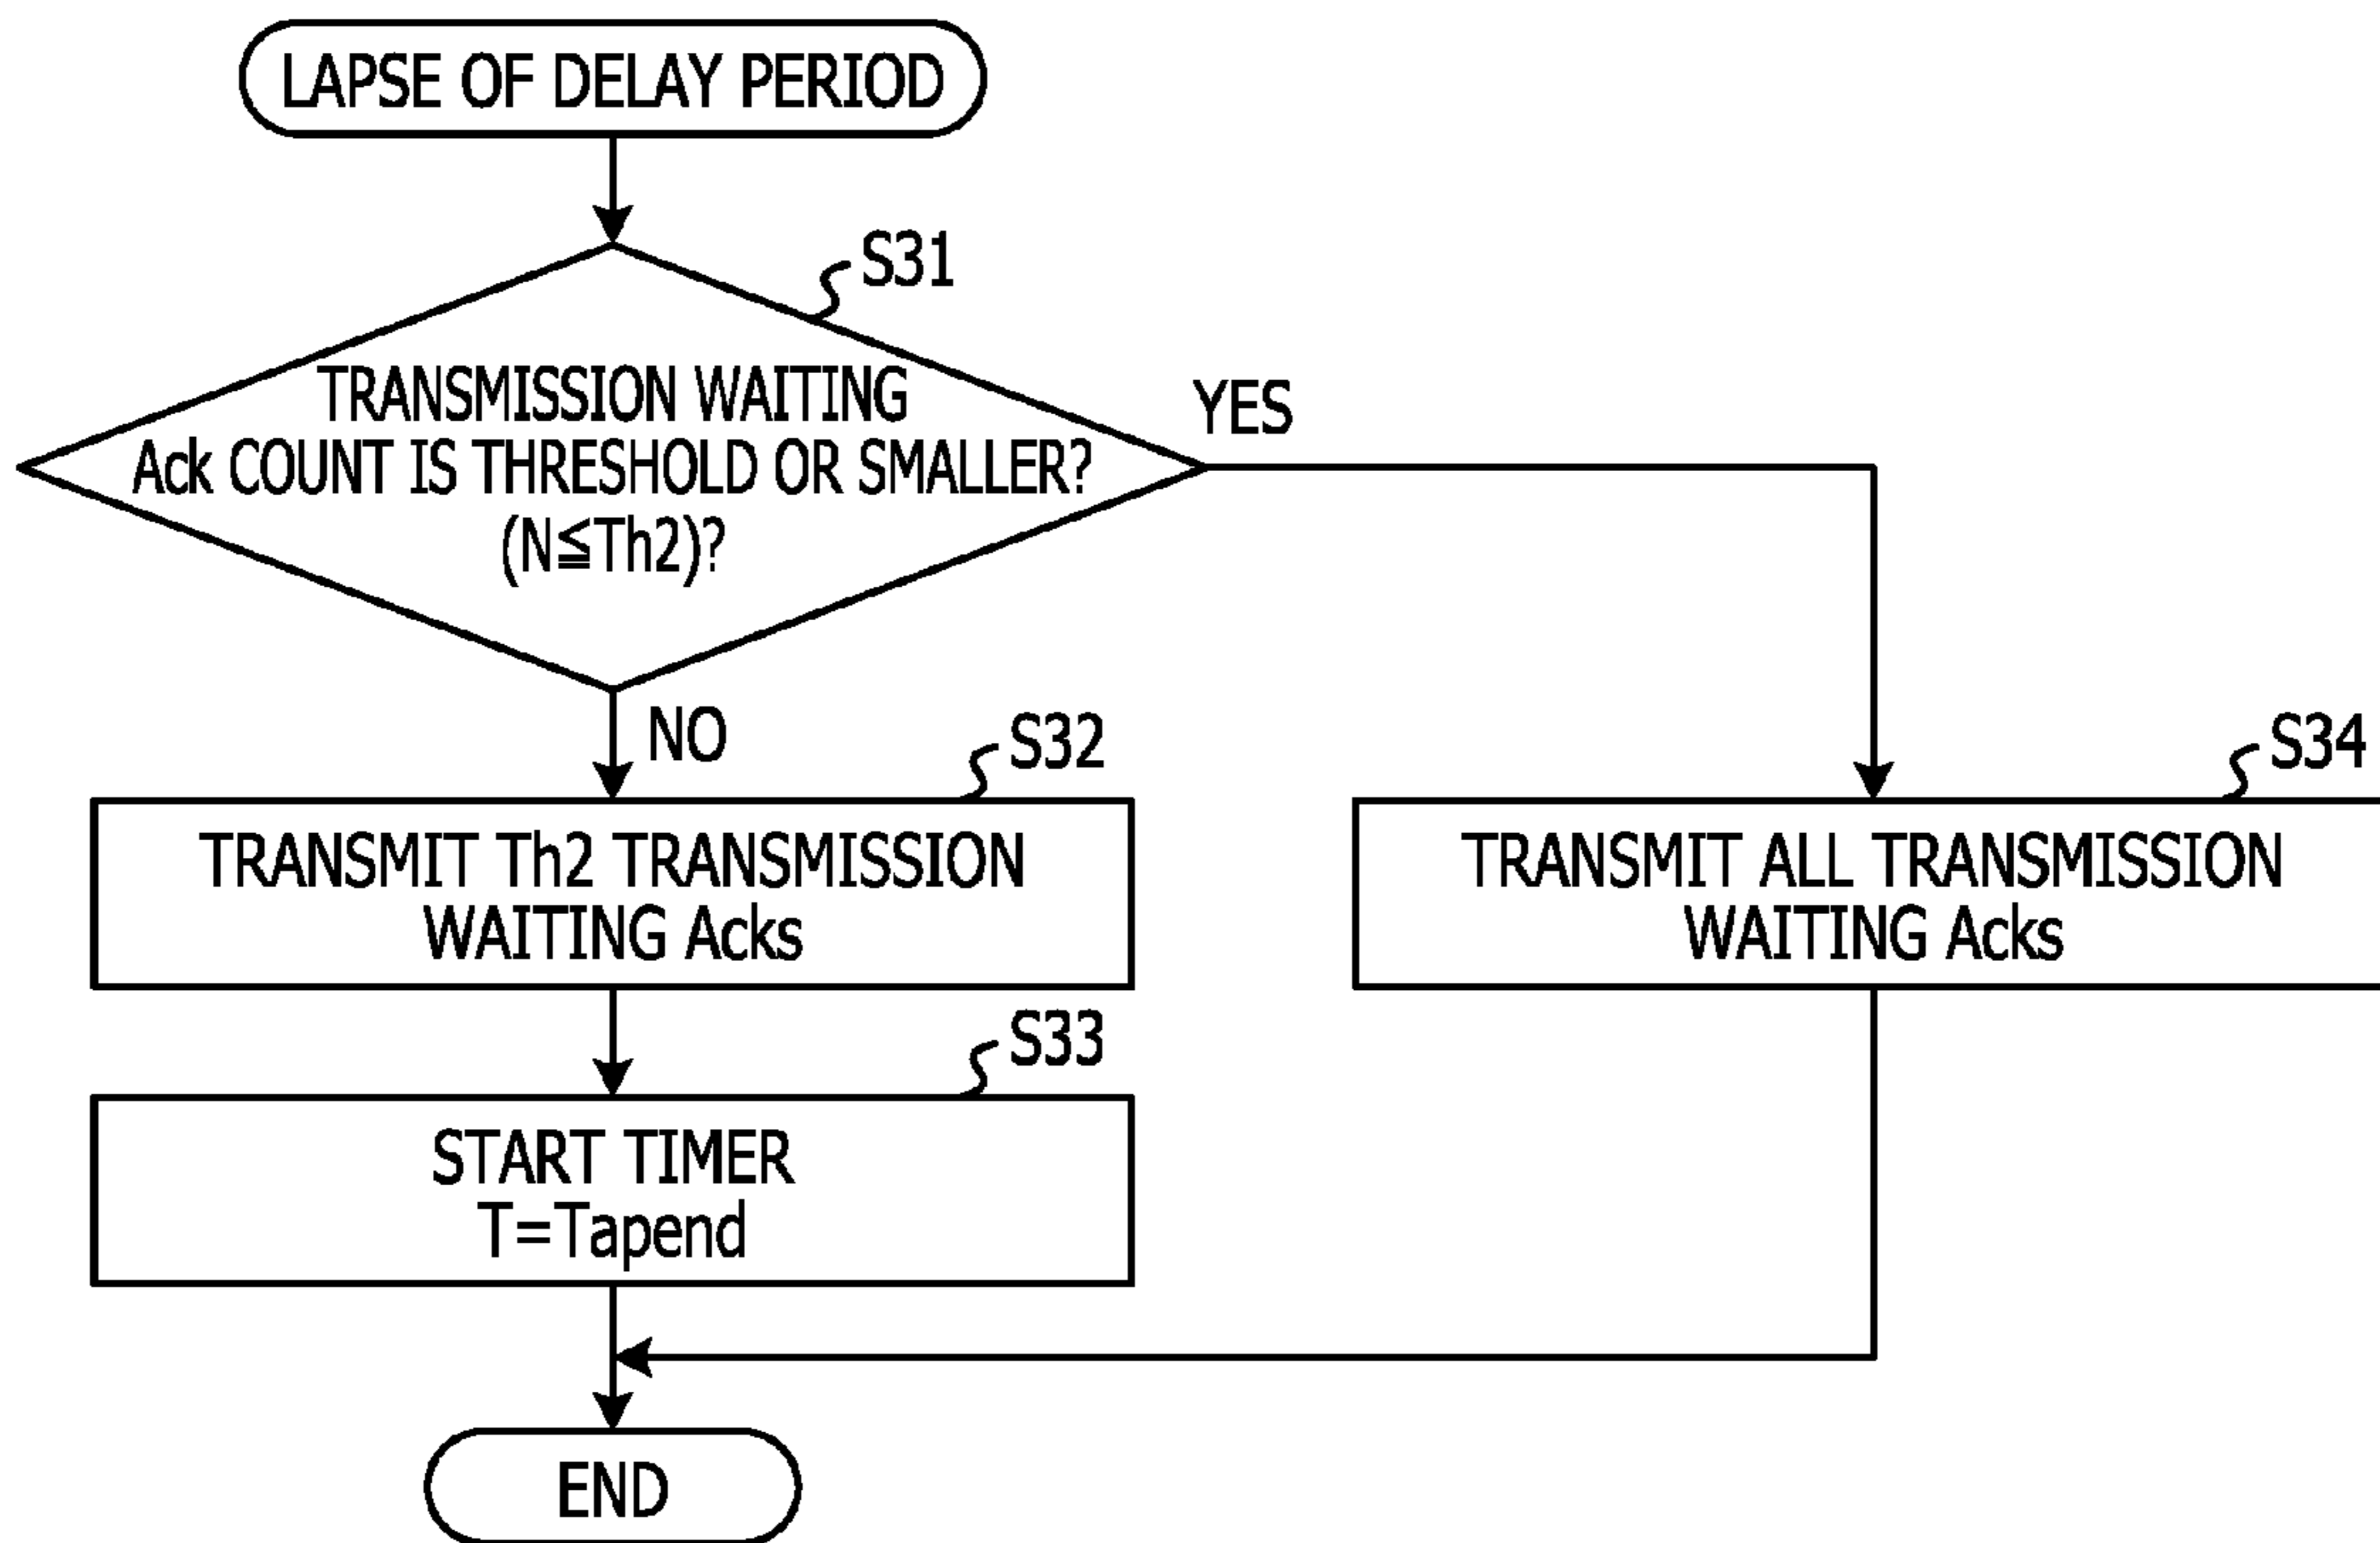 LAPSE OF DELAY PERIOD
S31
TRANSMISSION WAITING
Ack COUNT IS THRESHOLD OR SMALLER?
(N≦Th2)?
YES
NO
S32
TRANSMIT Th2 TRANSMISSION
WAITING Acks
S34
TRANSMIT ALL TRANSMISSION
WAITING Acks
S33
START TIMER
T=Tapend
END